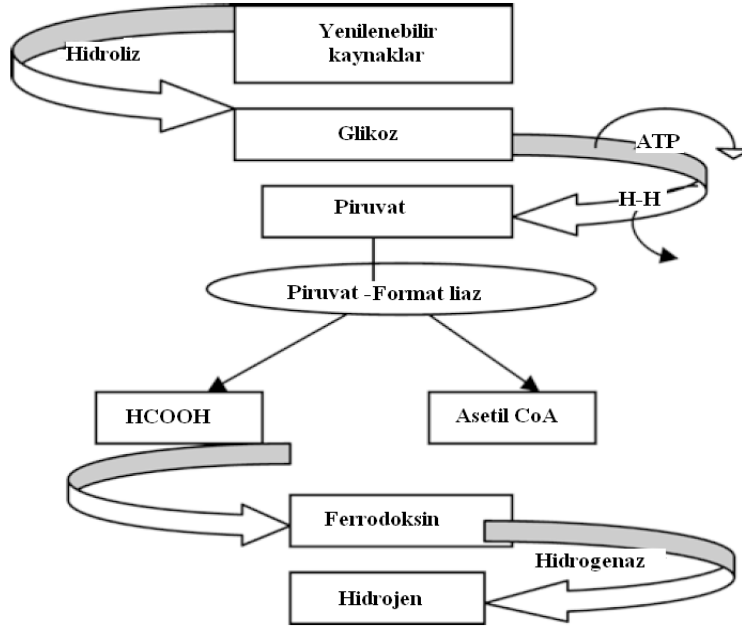 Yenilenebilir
kaynaklar
Hidroliz
Glikoz
ATP
H-H
Piruvat
Piruvat -Format liaz
HCOOH
Asetil CoA
Ferrodoksin
Hidrogenaz
Hidrojen